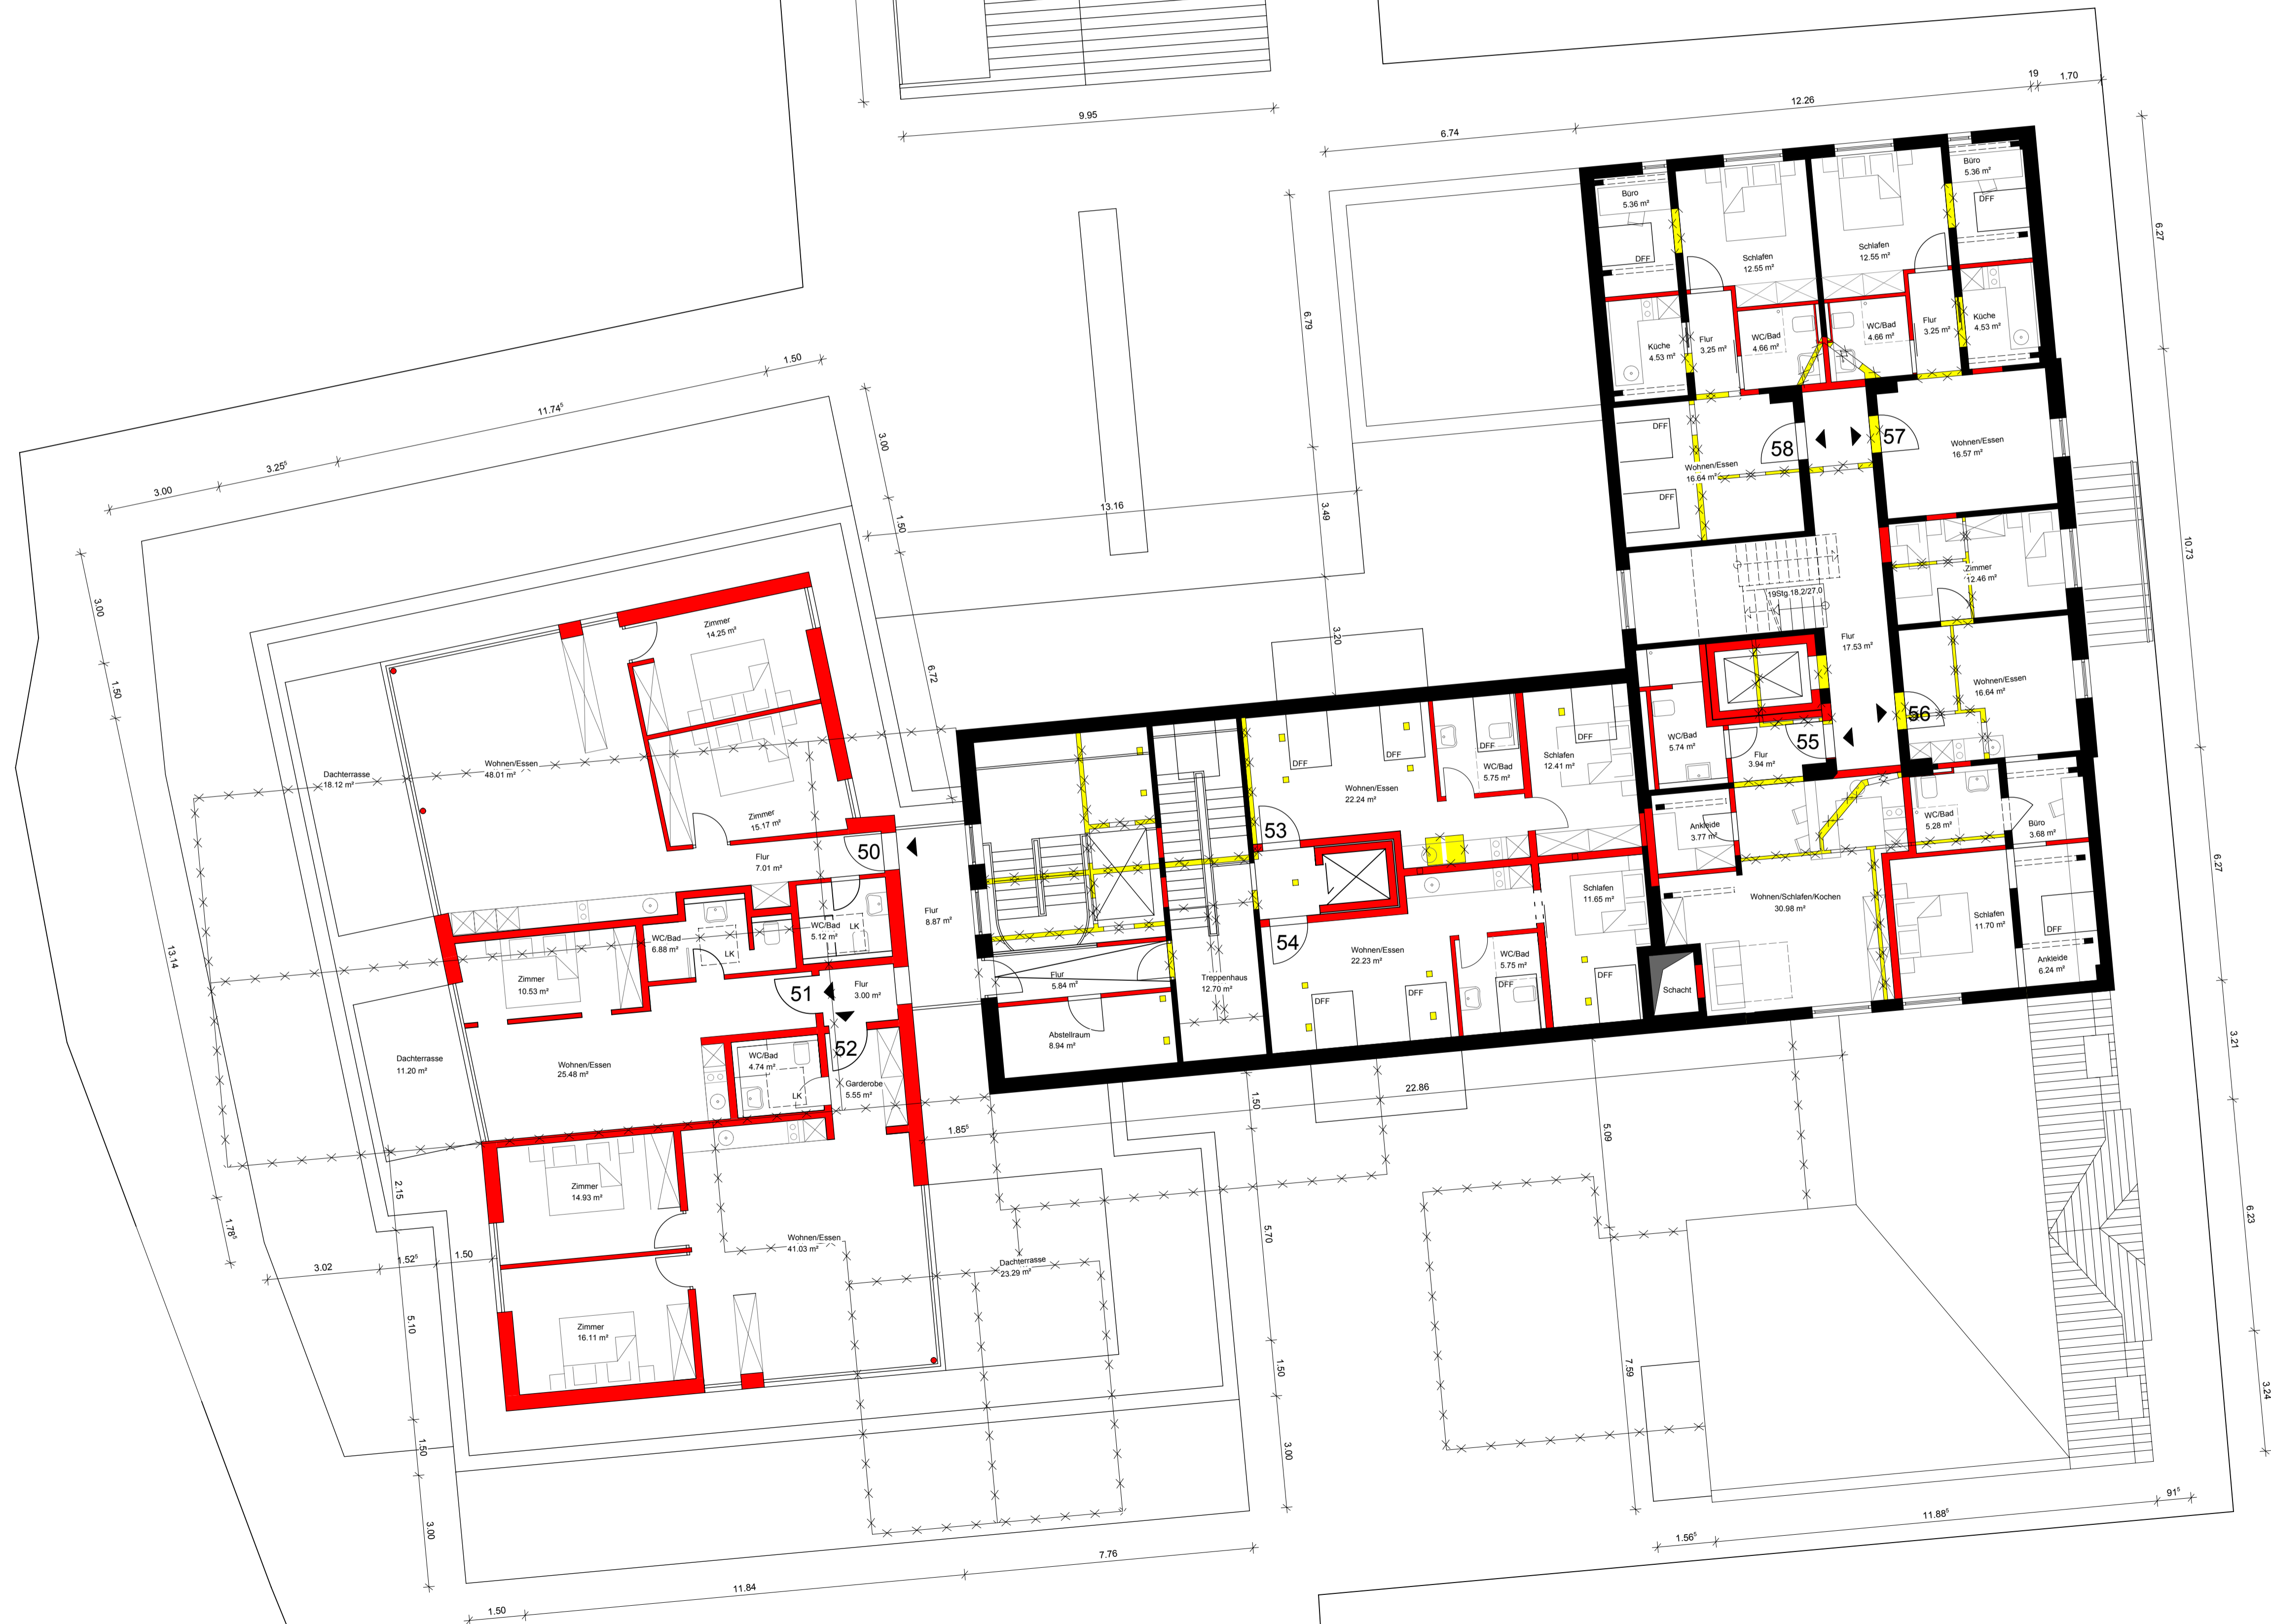 9.95
6.74
12.26
19
1.70
6.27
10.73
6.27
3.21
6.23
3.24
6.79
3.49
3.20
13.16
3.00
1.50
6.72
1.50
11.74⁵
3.25⁵
3.00
3.00
1.50
13.14
1.78⁵
Büro
5.36 m²
DFF
Schlafen
12.55 m²
Schlafen
12.55 m²
Büro
5.36 m²
DFF
Küche
4.53 m²
Flur
3.25 m²
WC/Bad
4.66 m²
WC/Bad
4.66 m²
Flur
3.25 m²
Küche
4.53 m²
DFF
58
57
Wohnen/Essen
16.64 m²
DFF
Wohnen/Essen
16.57 m²
Zimmer
12.46 m²
19Stg.18,2/27,0
Flur
17.53 m²
Wohnen/Essen
16.64 m²
56
55
WC/Bad
5.74 m²
Flur
3.94 m²
Ankleide
3.77 m²
WC/Bad
5.28 m²
Büro
3.68 m²
Wohnen/Schlafen/Kochen
30.98 m²
Schlafen
11.70 m²
DFF
Ankleide
6.24 m²
Schacht
Zimmer
14.25 m²
Wohnen/Essen
48.01 m²
Dachterrasse
18.12 m²
Zimmer
15.17 m²
Flur
7.01 m²
50
Flur
8.87 m²
WC/Bad
5.12 m²
LK
WC/Bad
6.88 m²
LK
Zimmer
10.53 m²
51
Flur
3.00 m²
52
Dachterrasse
11.20 m²
Wohnen/Essen
25.48 m²
WC/Bad
4.74 m²
LK
Garderobe
5.55 m²
Zimmer
14.93 m²
Wohnen/Essen
41.03 m²
Dachterrasse
23.29 m²
Zimmer
16.11 m²
Flur
5.84 m²
Abstellraum
8.94 m²
Treppenhaus
12.70 m²
53
DFF
DFF
Wohnen/Essen
22.24 m²
DFF
WC/Bad
5.75 m²
DFF
Schlafen
12.41 m²
54
Wohnen/Essen
22.23 m²
DFF
DFF
WC/Bad
5.75 m²
DFF
Schlafen
11.65 m²
DFF
22.86
1.85⁵
1.50
5.70
1.50
3.00
5.09
7.59
2.15
3.02
1.52⁵
1.50
5.10
1.50
3.00
1.50
11.84
7.76
1.56⁵
11.88⁵
91⁵